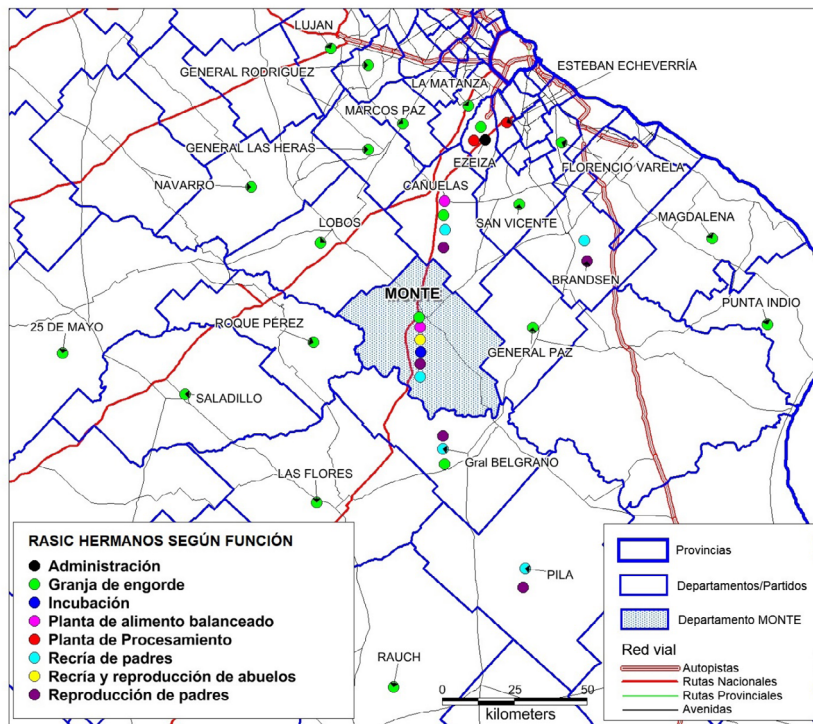 LUJAN
GENERAL RODRIGUEZ
ESTEBAN ECHEVERRÍA
LA MATANZA
MARCOS PAZ
GENERAL LAS HERAS
EZEIZA
FLORENCIO VARELA
NAVARRO
CAÑUELAS
SAN VICENTE
MAGDALENA
LOBOS
BRANDSEN
MONTE
PUNTA INDIO
25 DE MAYO
ROQUE PÉREZ
GENERAL PAZ
SALADILLO
Gral BELGRANO
LAS FLORES
PILA
RAUCH
RASIC HERMANOS SEGÚN FUNCIÓN
Administración
Granja de engorde
Incubación
Planta de alimento balanceado
Planta de Procesamiento
Recría de padres
Recría y reproducción de abuelos
Reproducción de padres
0 25 50
kilometers
Provincias
Departamentos/Partidos
Departamento MONTE
Red vial
Autopistas
Rutas Nacionales
Rutas Provinciales
Avenidas